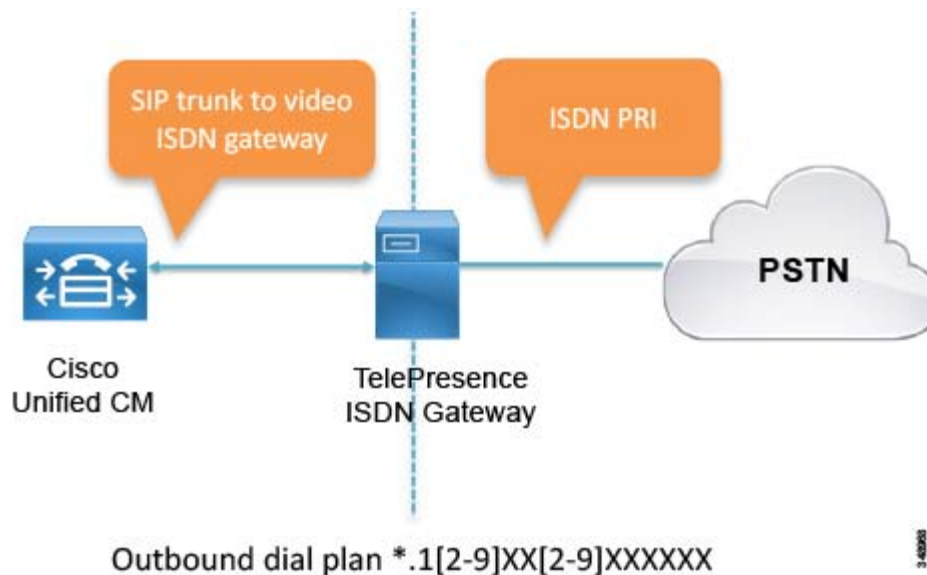 SIP trunk to video
ISDN gateway
ISDN PRI
PSTN
Cisco
Unified CM
TelePresence
ISDN Gateway
Outbound dial plan *.1[2-9]XX[2-9]XXXXXX